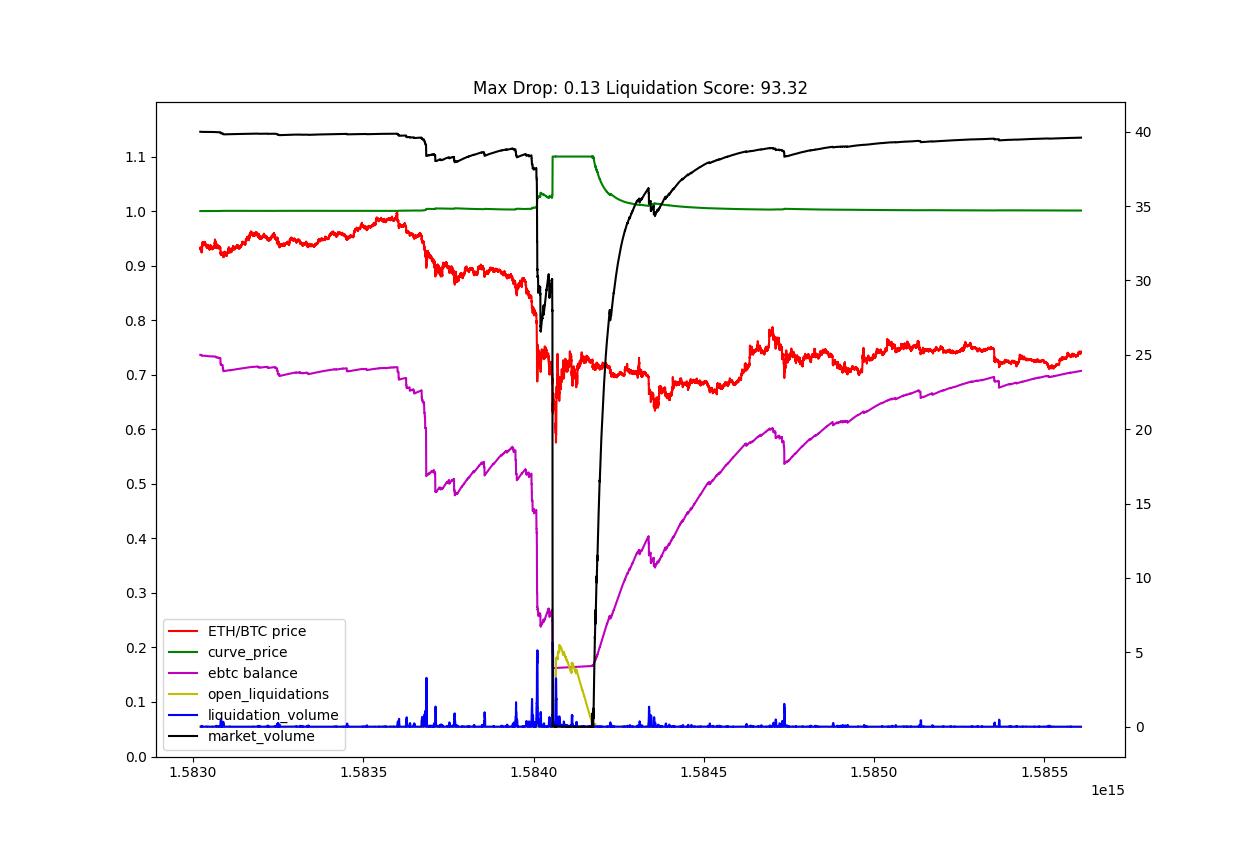 Max Drop: 0.13 Liquidation Score: 93.32
1.1
1.0
0.9
0.8
0.7
0.6
0.5
0.4
0.3
0.2
0.1
0.0
40
35
30
25
20
15
10
5
0
ETH/BTC price
curve_price
ebtc balance
open_liquidations
liquidation_volume
market_volume
1.5830 1.5835 1.5840 1.5845 1.5850 1.5855
1e15